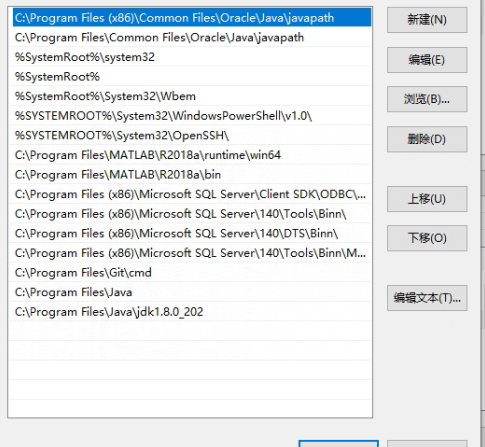 C:\Program Files (x86)\Common Files\Oracle\Java\javapath
C:\Program Files\Common Files\Oracle\Java\javapath
%SystemRoot%\system32
%SystemRoot%
%SystemRoot%\System32\Wbem
%SYSTEMROOT%\System32\WindowsPowerShell\v1.0\
%SYSTEMROOT%\System32\OpenSSH\
C:\Program Files\MATLAB\R2018a\runtime\win64
C:\Program Files\MATLAB\R2018a\bin
C:\Program Files (x86)\Microsoft SQL Server\Client SDK\ODBC\...
C:\Program Files (x86)\Microsoft SQL Server\140\Tools\Binn\
C:\Program Files (x86)\Microsoft SQL Server\140\DTS\Binn\
C:\Program Files (x86)\Microsoft SQL Server\140\Tools\Binn\M...
C:\Program Files\Git\cmd
C:\Program Files\Java
C:\Program Files\Java\jdk1.8.0_202
新建(N)
编辑(E)
浏览(B)...
删除(D)
上移(U)
下移(O)
编辑文本(T)...